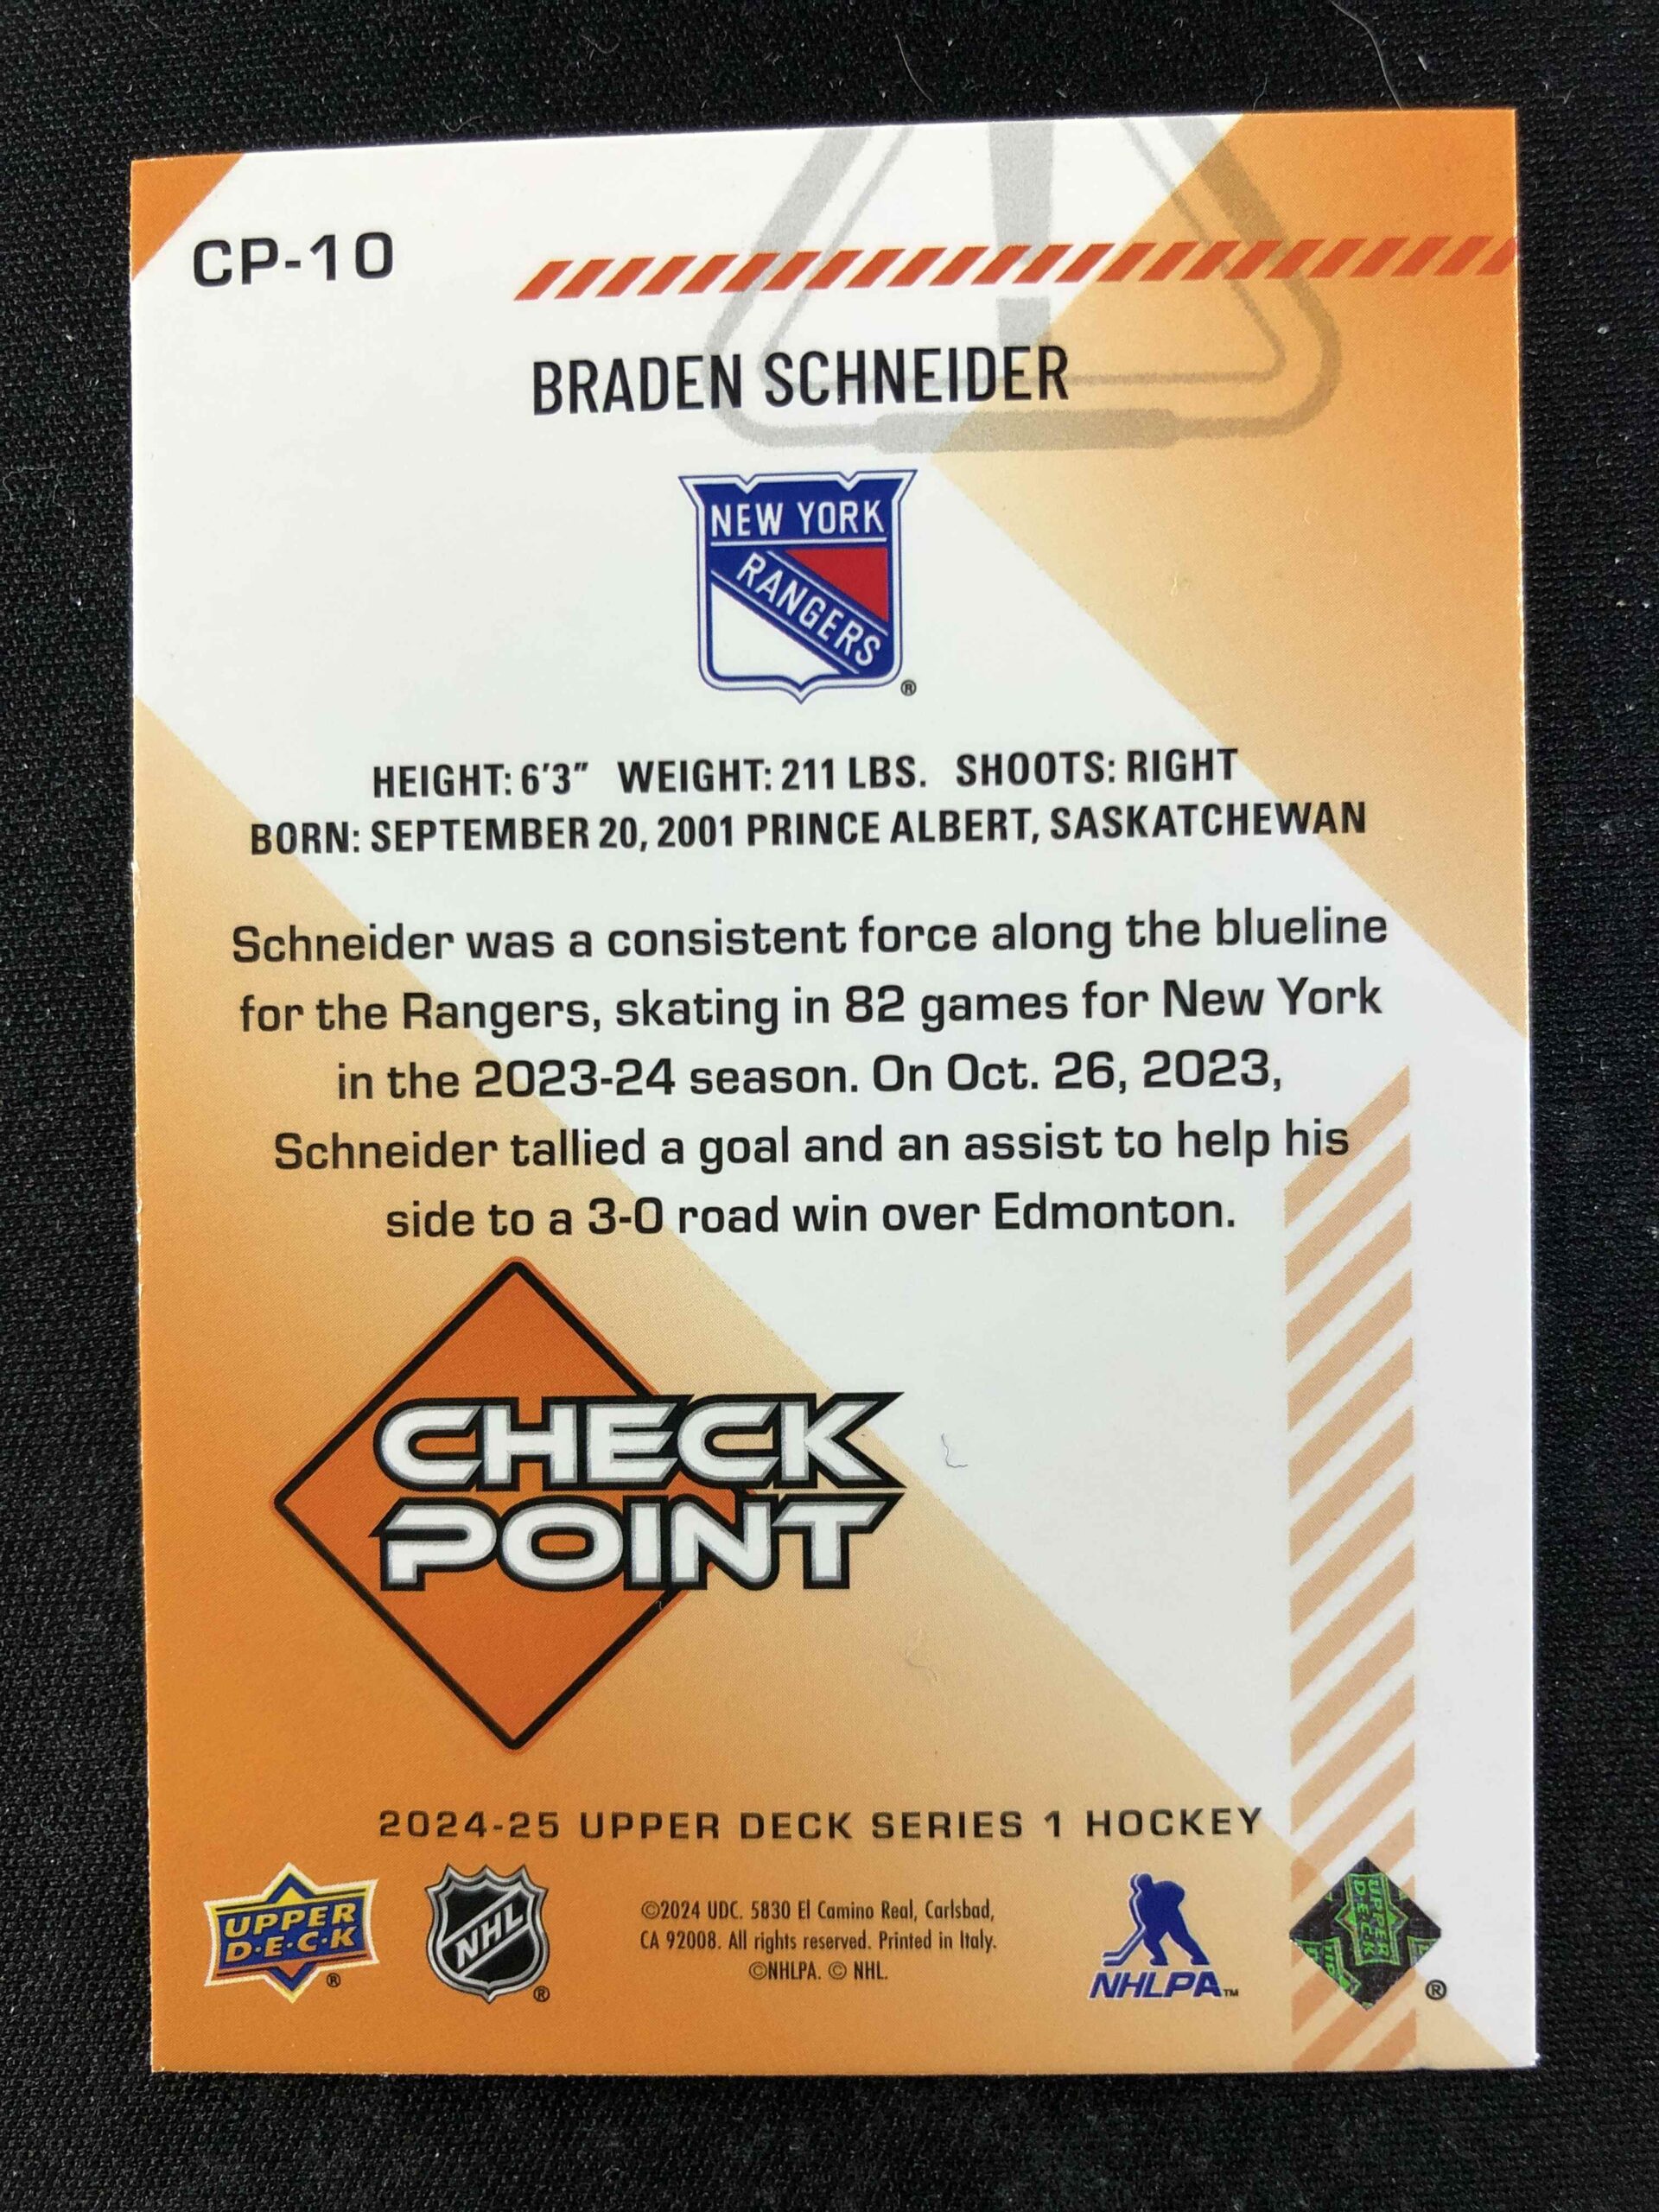 CP-10
BRADEN SCHNEIDER
NEW YORK
RANGERS
®
HEIGHT: 6'3" WEIGHT: 211 LBS. SHOOTS: RIGHT
BORN: SEPTEMBER 20, 2001 PRINCE ALBERT, SASKATCHEWAN
Schneider was a consistent force along the blueline
for the Rangers, skating in 82 games for New York
in the 2023-24 season. On Oct. 26, 2023,
Schneider tallied a goal and an assist to help his
side to a 3-0 road win over Edmonton.
CHECK
POINT
2024-25 UPPER DECK SERIES 1 HOCKEY
UPPER
D·E·C·K
®
NHL
®
©2024 UDC. 5830 El Camino Real, Carlsbad,
CA 92008. All rights reserved. Printed in Italy.
©NHLPA. © NHL.
NHLPA™
UPPER
D·E·C·K
®